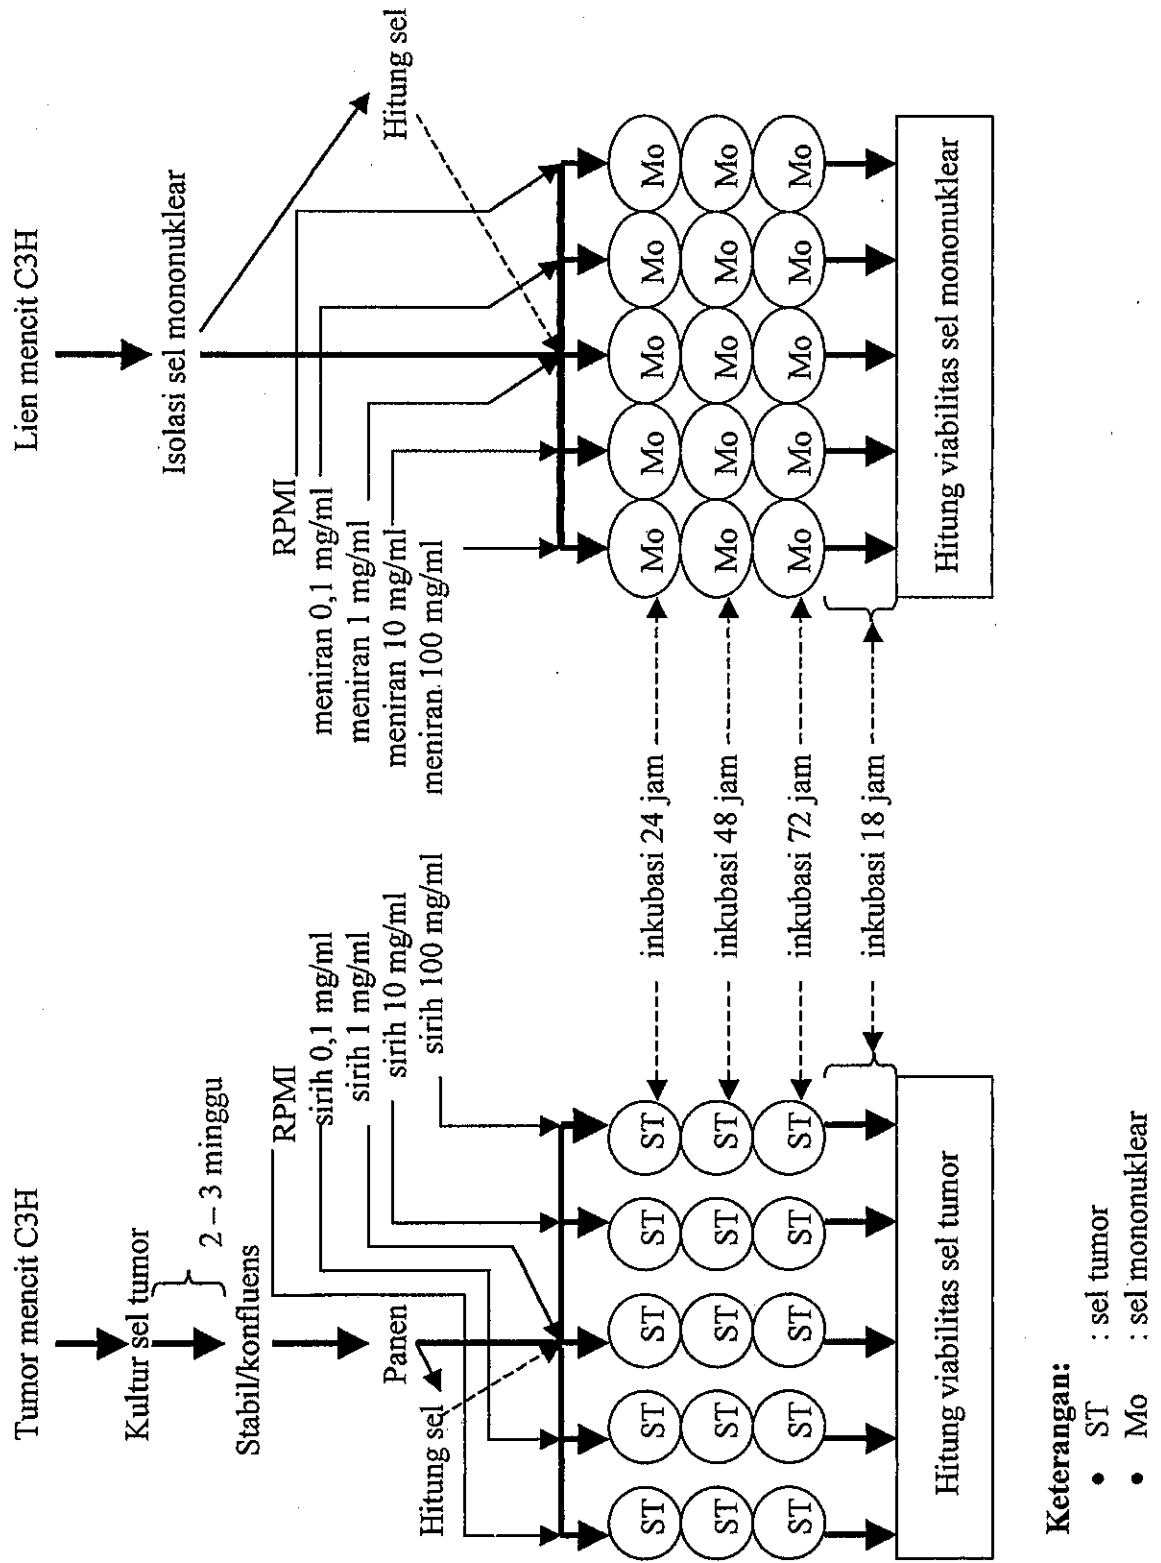 Tumor mencit C3H
Kultur sel tumor
2 – 3 minggu
Stabil/konfluens
Panen
Hitung sel
RPMI
sirih 0,1 mg/ml
sirih 1 mg/ml
sirih 10 mg/ml
sirih 100 mg/ml
ST ST ST ST ST
ST ST ST ST ST
ST ST ST ST ST
Hitung viabilitas sel tumor
inkubasi 24 jam
inkubasi 48 jam
inkubasi 72 jam
inkubasi 18 jam
Lien mencit C3H
Isolasi sel mononuklear
Hitung sel
RPMI
meniran 0,1 mg/ml
meniran 1 mg/ml
meniran 10 mg/ml
meniran 100 mg/ml
Mo Mo Mo Mo Mo
Mo Mo Mo Mo Mo
Mo Mo Mo Mo Mo
Hitung viabilitas sel mononuklear
Keterangan:
• ST : sel tumor
• Mo : sel mononuklear